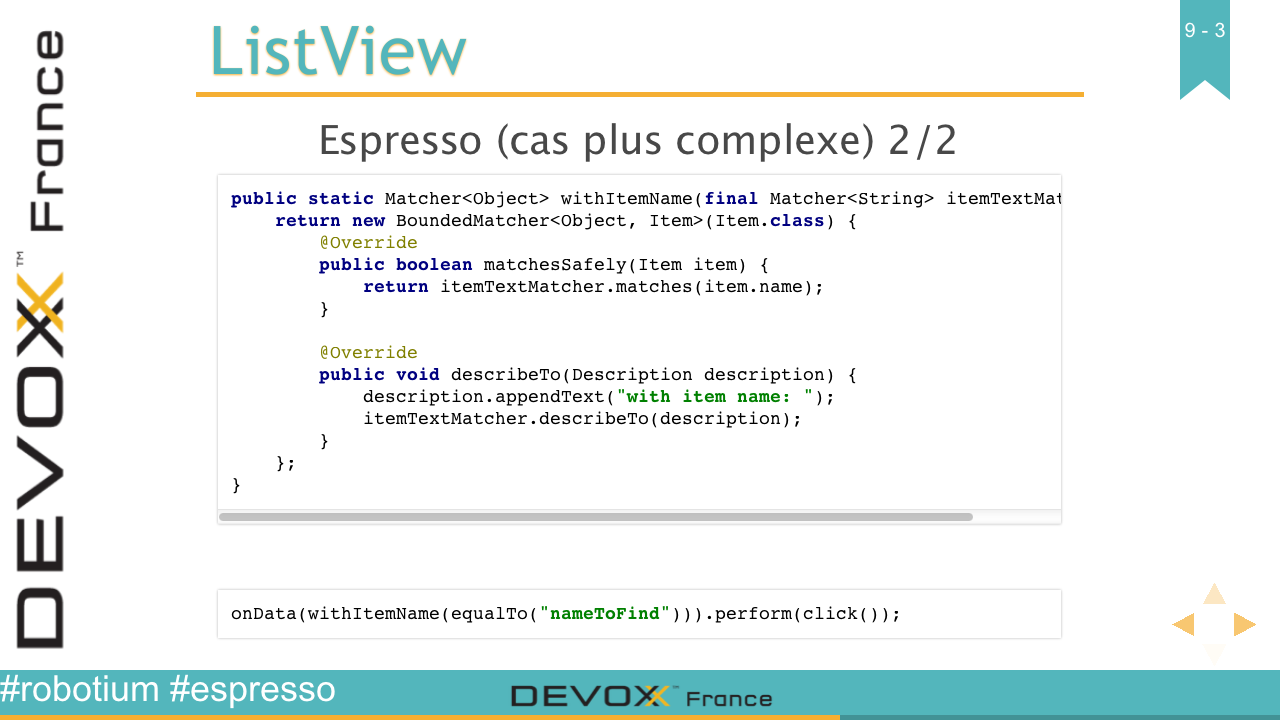 ListView
9 - 3
Espresso (cas plus complexe) 2/2
public static Matcher<Object> withItemName(final Matcher<String> itemTextMat
    return new BoundedMatcher<Object, Item>(Item.class) {
        @Override
        public boolean matchesSafely(Item item) {
            return itemTextMatcher.matches(item.name);
        }
        @Override
        public void describeTo(Description description) {
            description.appendText("with item name: ");
            itemTextMatcher.describeTo(description);
        }
    };
}
onData(withItemName(equalTo("nameToFind"))).perform(click());
DEVOXX™ France
#robotium #espresso
DEVOXX™ France